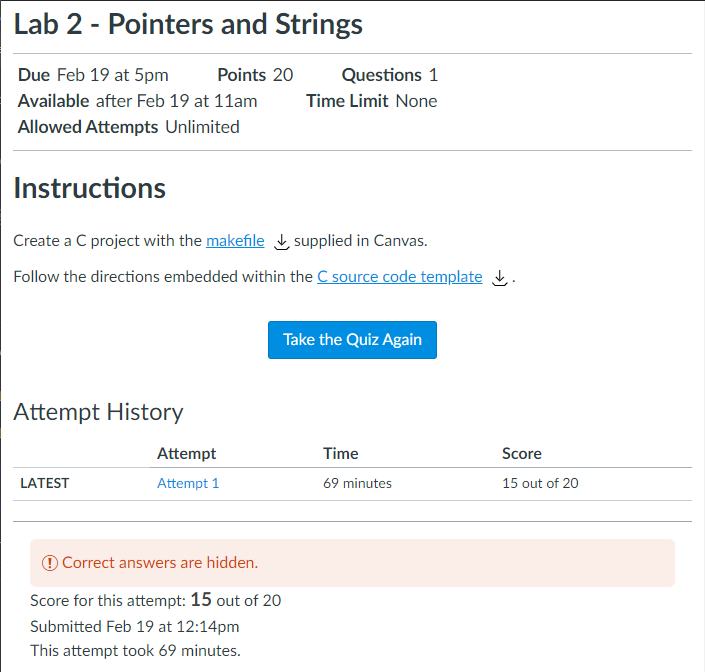 Lab 2 - Pointers and Strings
Due Feb 19 at 5pm Points 20 Questions 1
Available after Feb 19 at 11am Time Limit None
Allowed Attempts Unlimited
Instructions
Create a C project with the makefile supplied in Canvas.
Follow the directions embedded within the C source code template .
Take the Quiz Again
Attempt History
Attempt Time Score
LATEST Attempt 1 69 minutes 15 out of 20
Correct answers are hidden.
Score for this attempt: 15 out of 20
Submitted Feb 19 at 12:14pm
This attempt took 69 minutes.